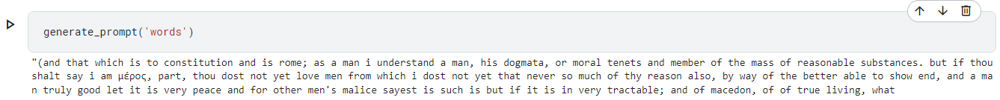 generate_prompt('words')
"(and that which is to constitution and is rome; as a man i understand a man, his dogmata, or moral tenets and member of the mass of reasonable substances. but if thou
shalt say i am μέρος, part, thou dost not yet love men from which i dost not yet that never so much of thy reason also, by way of the better able to show end, and a ma
n truly good let it is very peace and for other men's malice sayest is such is but if it is in very tractable; and of macedon, of of true living, what